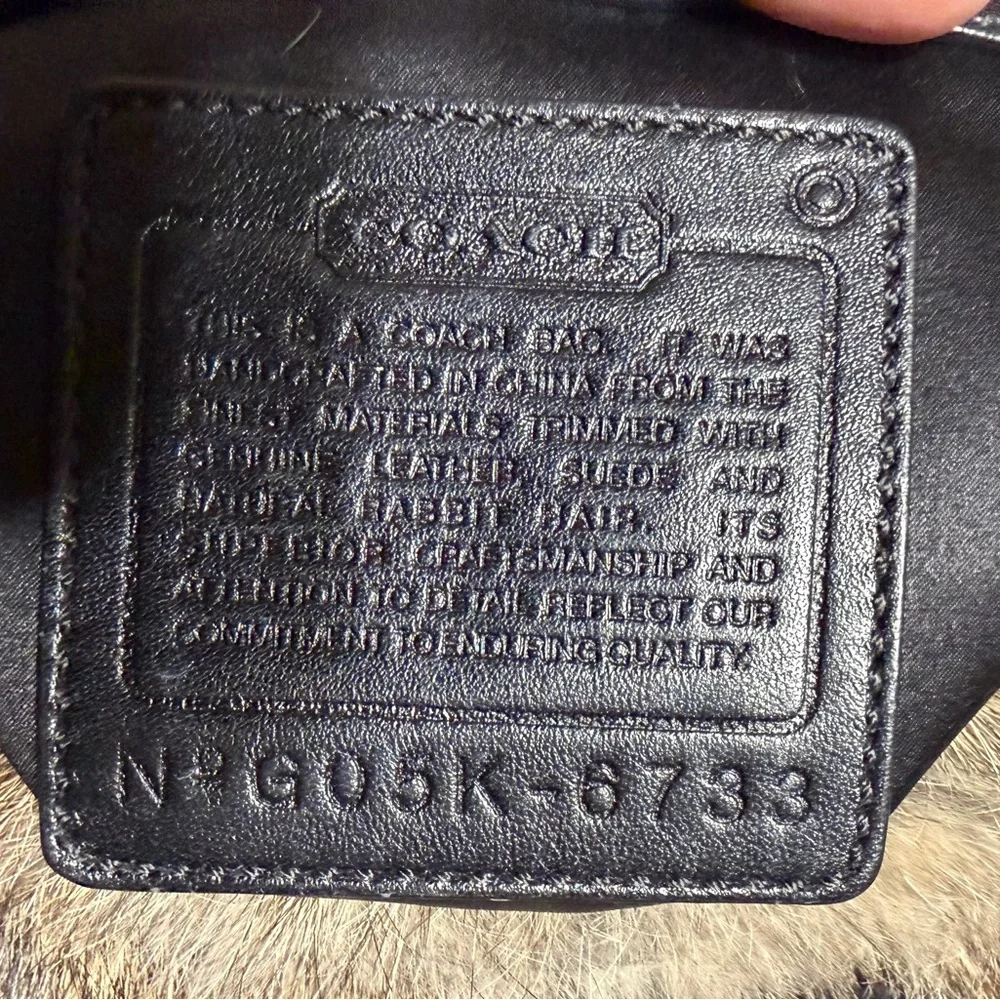 COACH
THIS IS A COACH BAG. IT WAS
HANDCRAFTED IN CHINA FROM THE
FINEST MATERIALS TRIMMED WITH
GENUINE LEATHER, SUEDE AND
NATURAL RABBIT HAIR. ITS
SUPERIOR CRAFTSMANSHIP AND
ATTENTION TO DETAIL REFLECT OUR
COMMITMENT TO ENDURING QUALITY.
Nº G05K-6733